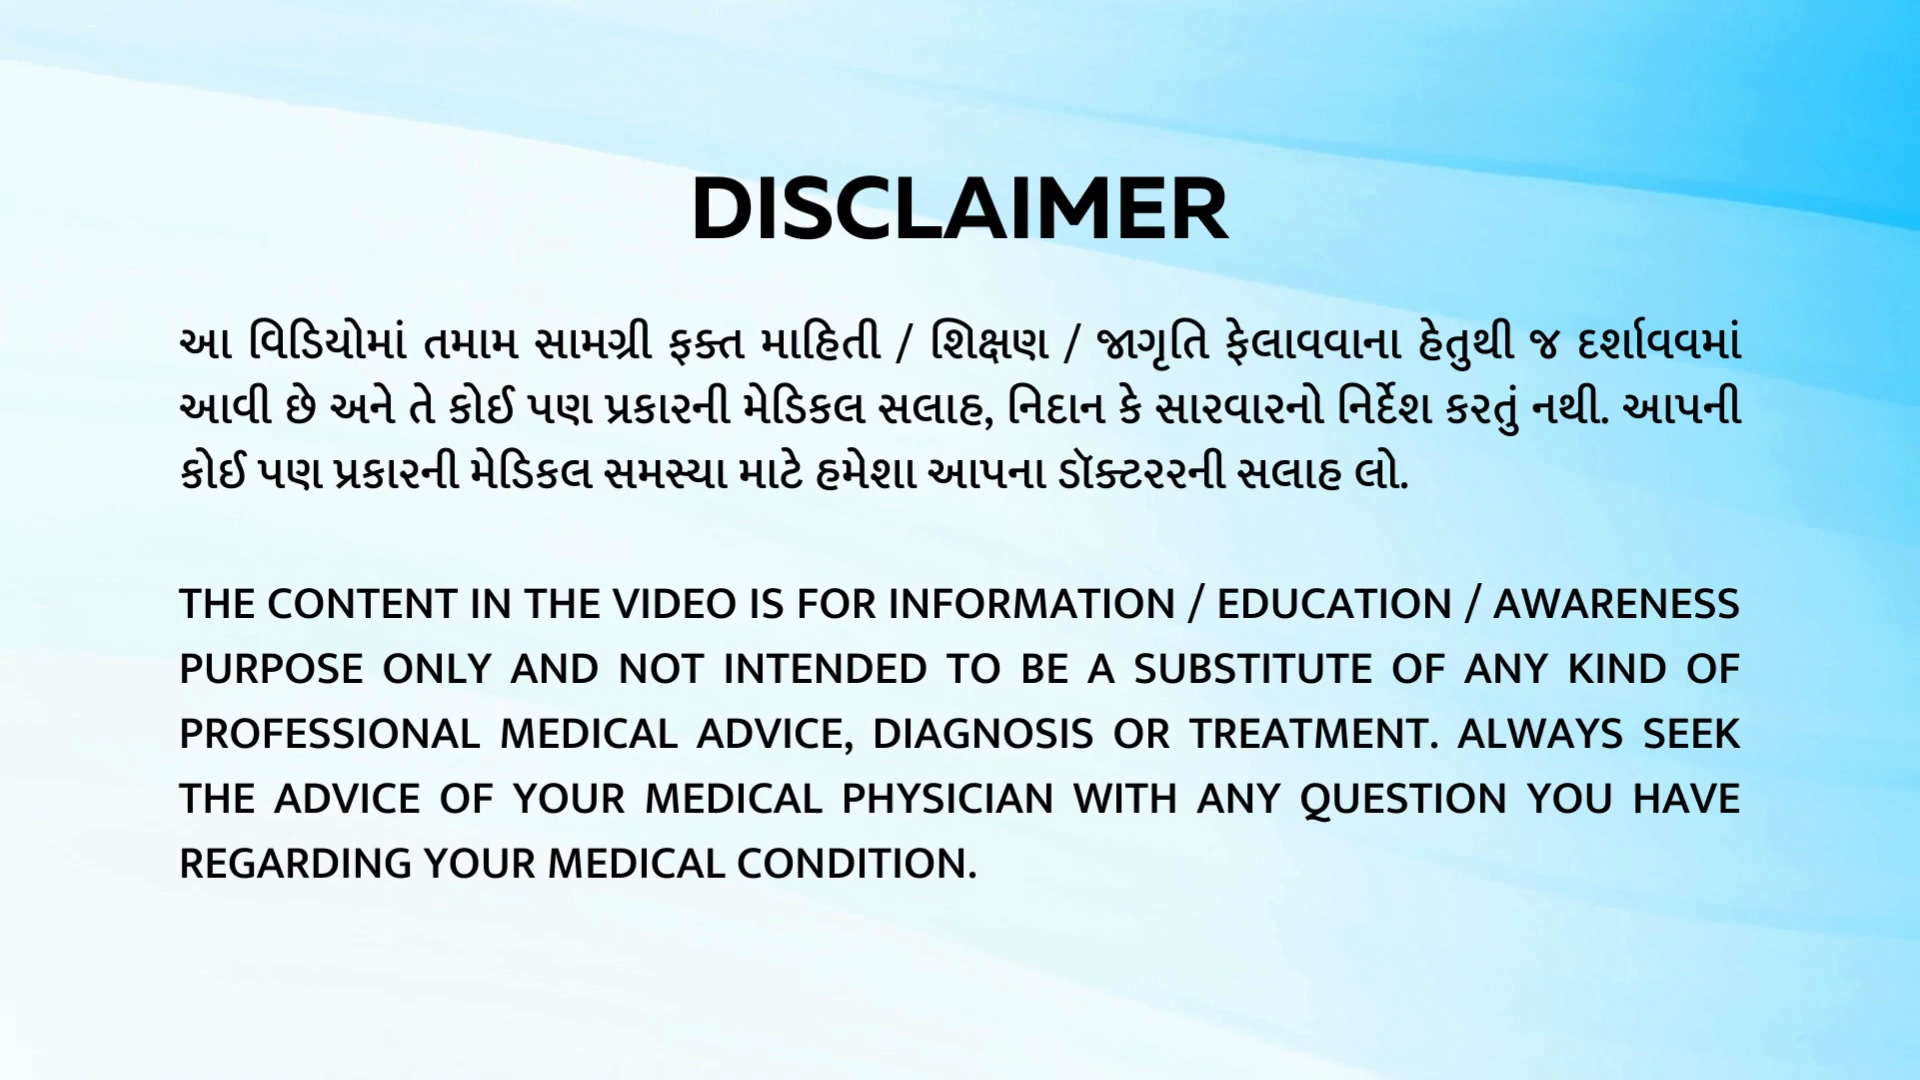 DISCLAIMER
આ વિડિયોમાં તમામ સામગ્રી ફક્ત માહિતી / શિક્ષણ / જાગૃતિ ફેલાવવાના હેતુથી જ દર્શાવવમાં
આવી છે અને તે કોઈ પણ પ્રકારની મેડિકલ સલાહ, નિદાન કે સારવારનો નિર્દેશ કરતું નથી. આપની
કોઈ પણ પ્રકારની મેડિકલ સમસ્યા માટે હમેશા આપના ડૉક્ટરરની સલાહ લો.
THE CONTENT IN THE VIDEO IS FOR INFORMATION / EDUCATION / AWARENESS
PURPOSE ONLY AND NOT INTENDED TO BE A SUBSTITUTE OF ANY KIND OF
PROFESSIONAL MEDICAL ADVICE, DIAGNOSIS OR TREATMENT. ALWAYS SEEK
THE ADVICE OF YOUR MEDICAL PHYSICIAN WITH ANY QUESTION YOU HAVE
REGARDING YOUR MEDICAL CONDITION.